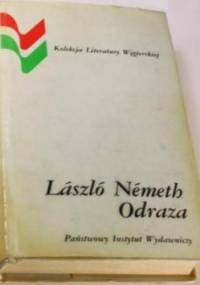 Kolekcja Literatury Węgierskiej
László Németh
Odraza
Państwowy Instytut Wydawniczy